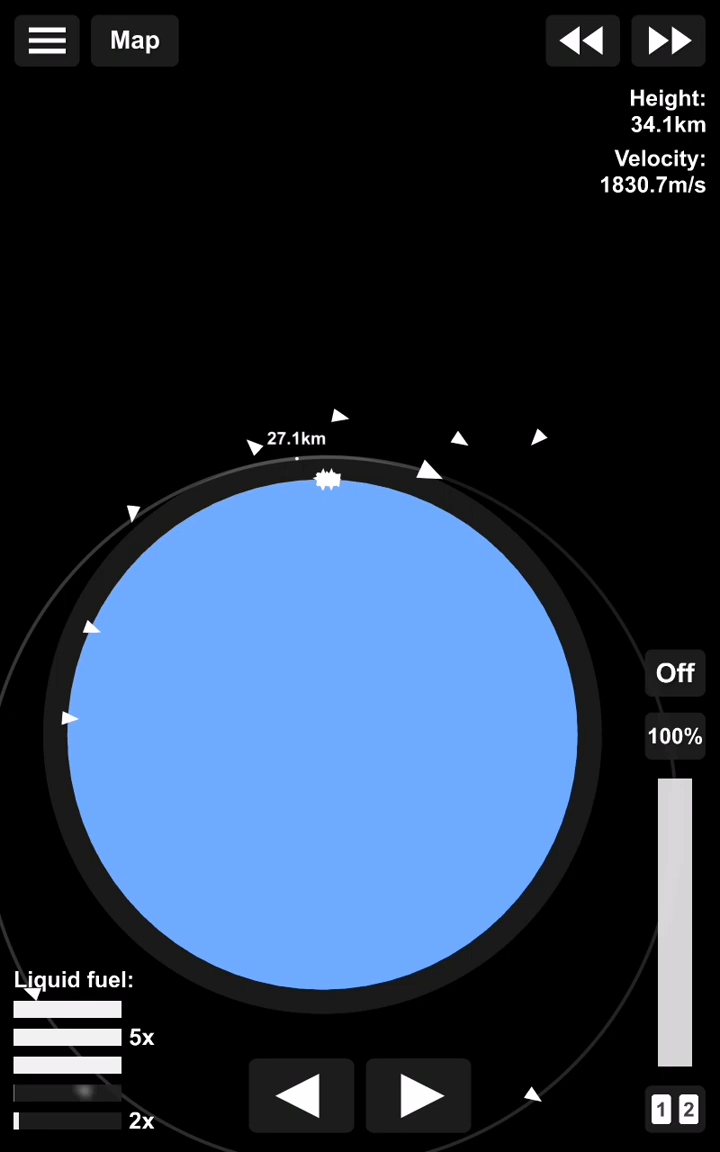 Map
Height:
34.1km
Velocity:
1830.7m/s
27.1km
Off
100%
Liquid fuel:
5x
2x
1 2